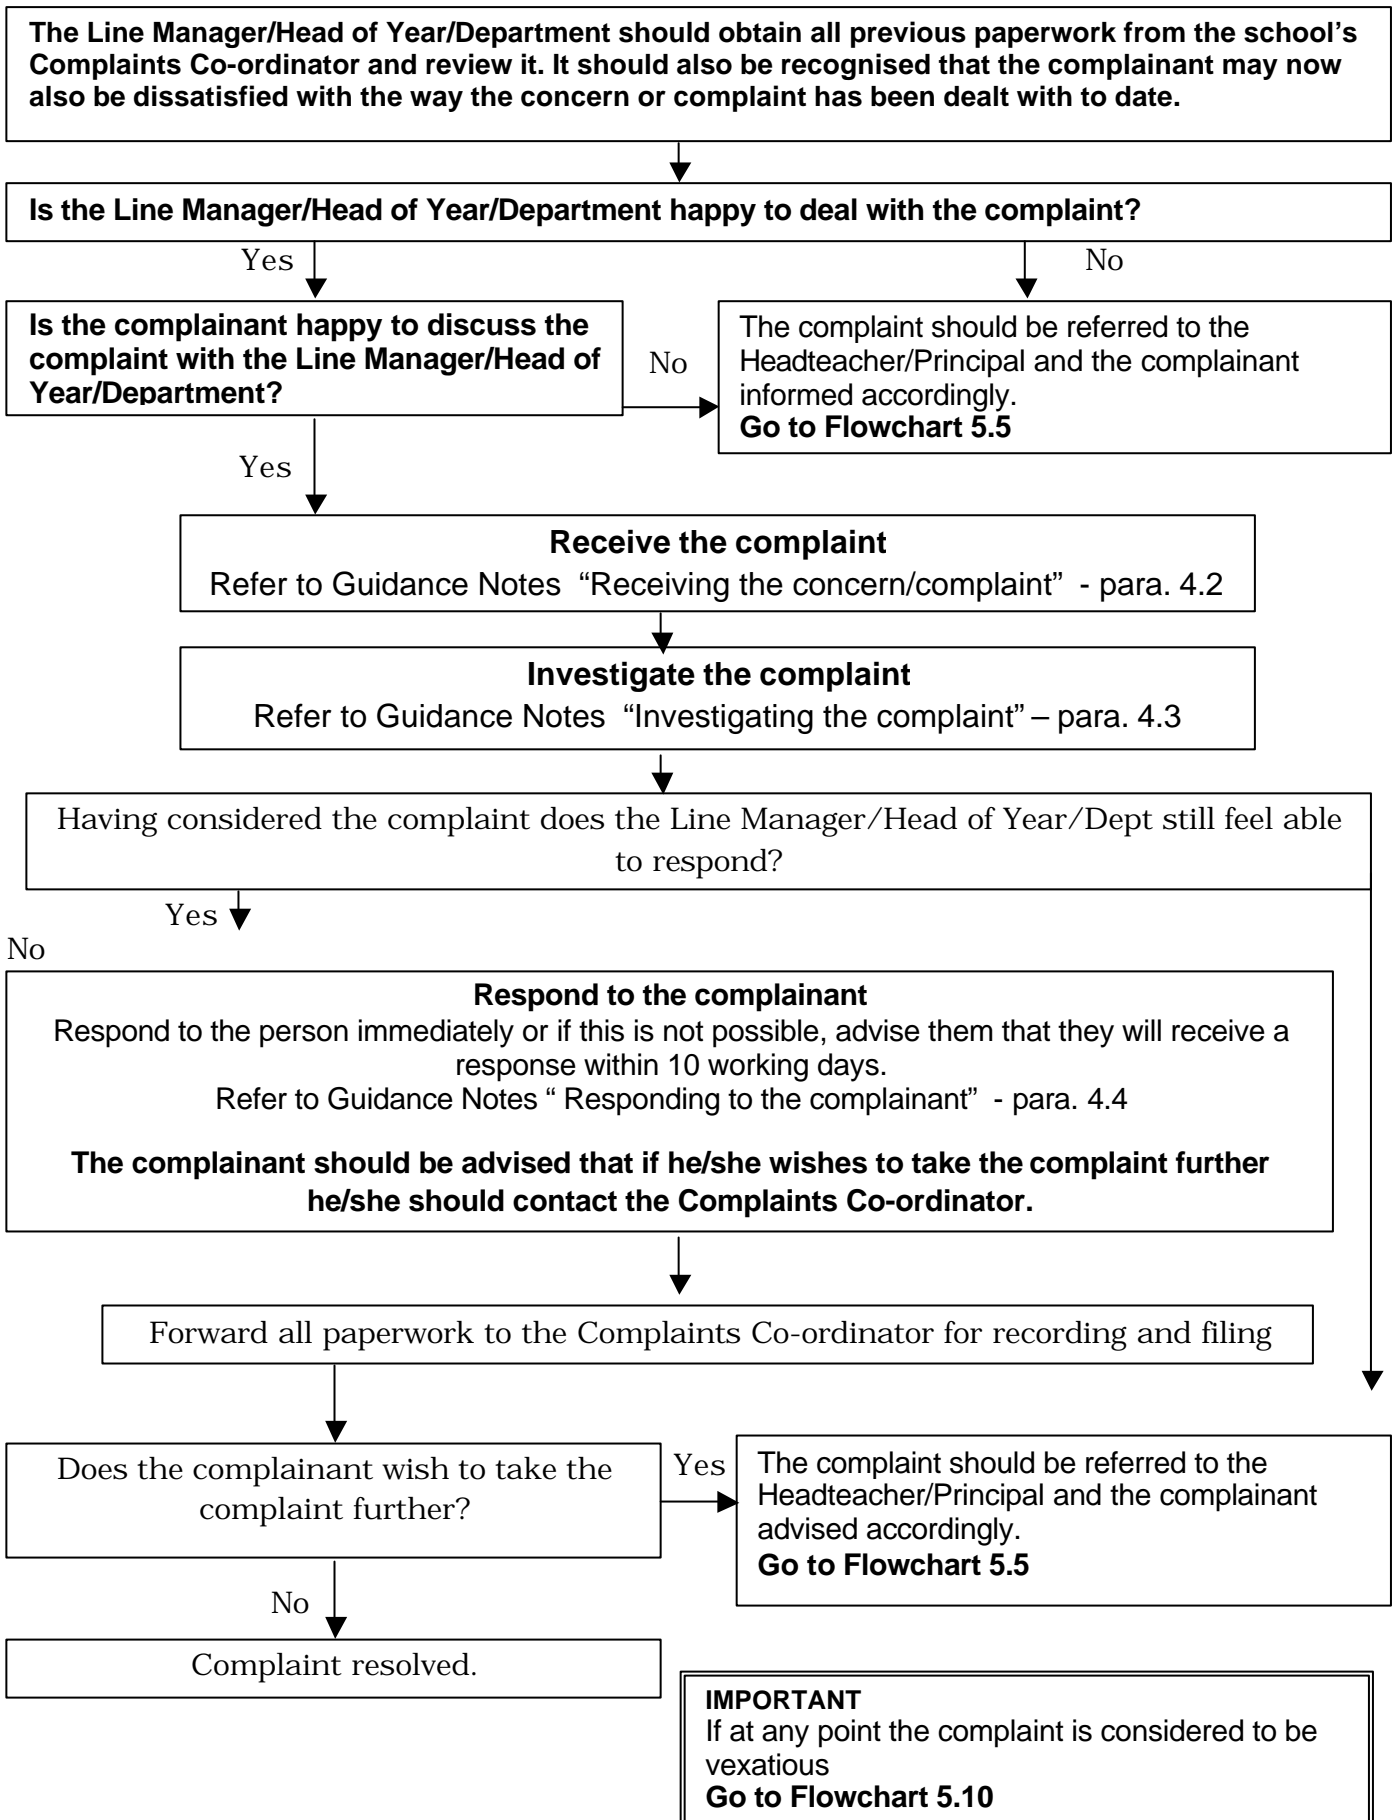 The Line Manager/Head of Year/Department should obtain all previous paperwork from the school’s
Complaints Co-ordinator and review it. It should also be recognised that the complainant may now
also be dissatisfied with the way the concern or complaint has been dealt with to date.
Is the Line Manager/Head of Year/Department happy to deal with the complaint?
Yes
No
Is the complainant happy to discuss the
complaint with the Line Manager/Head of
Year/Department?
No
The complaint should be referred to the
Headteacher/Principal and the complainant
informed accordingly.
Go to Flowchart 5.5
Yes
Receive the complaint
Refer to Guidance Notes “Receiving the concern/complaint” - para. 4.2
Investigate the complaint
Refer to Guidance Notes “Investigating the complaint” – para. 4.3
Having considered the complaint does the Line Manager/Head of Year/Dept still feel able
to respond?
Yes
No
Respond to the complainant
Respond to the person immediately or if this is not possible, advise them that they will receive a
response within 10 working days.
Refer to Guidance Notes “ Responding to the complainant” - para. 4.4
The complainant should be advised that if he/she wishes to take the complaint further
he/she should contact the Complaints Co-ordinator.
Forward all paperwork to the Complaints Co-ordinator for recording and filing
Does the complainant wish to take the
complaint further?
Yes
The complaint should be referred to the
Headteacher/Principal and the complainant
advised accordingly.
Go to Flowchart 5.5
No
Complaint resolved.
IMPORTANT
If at any point the complaint is considered to be
vexatious
Go to Flowchart 5.10